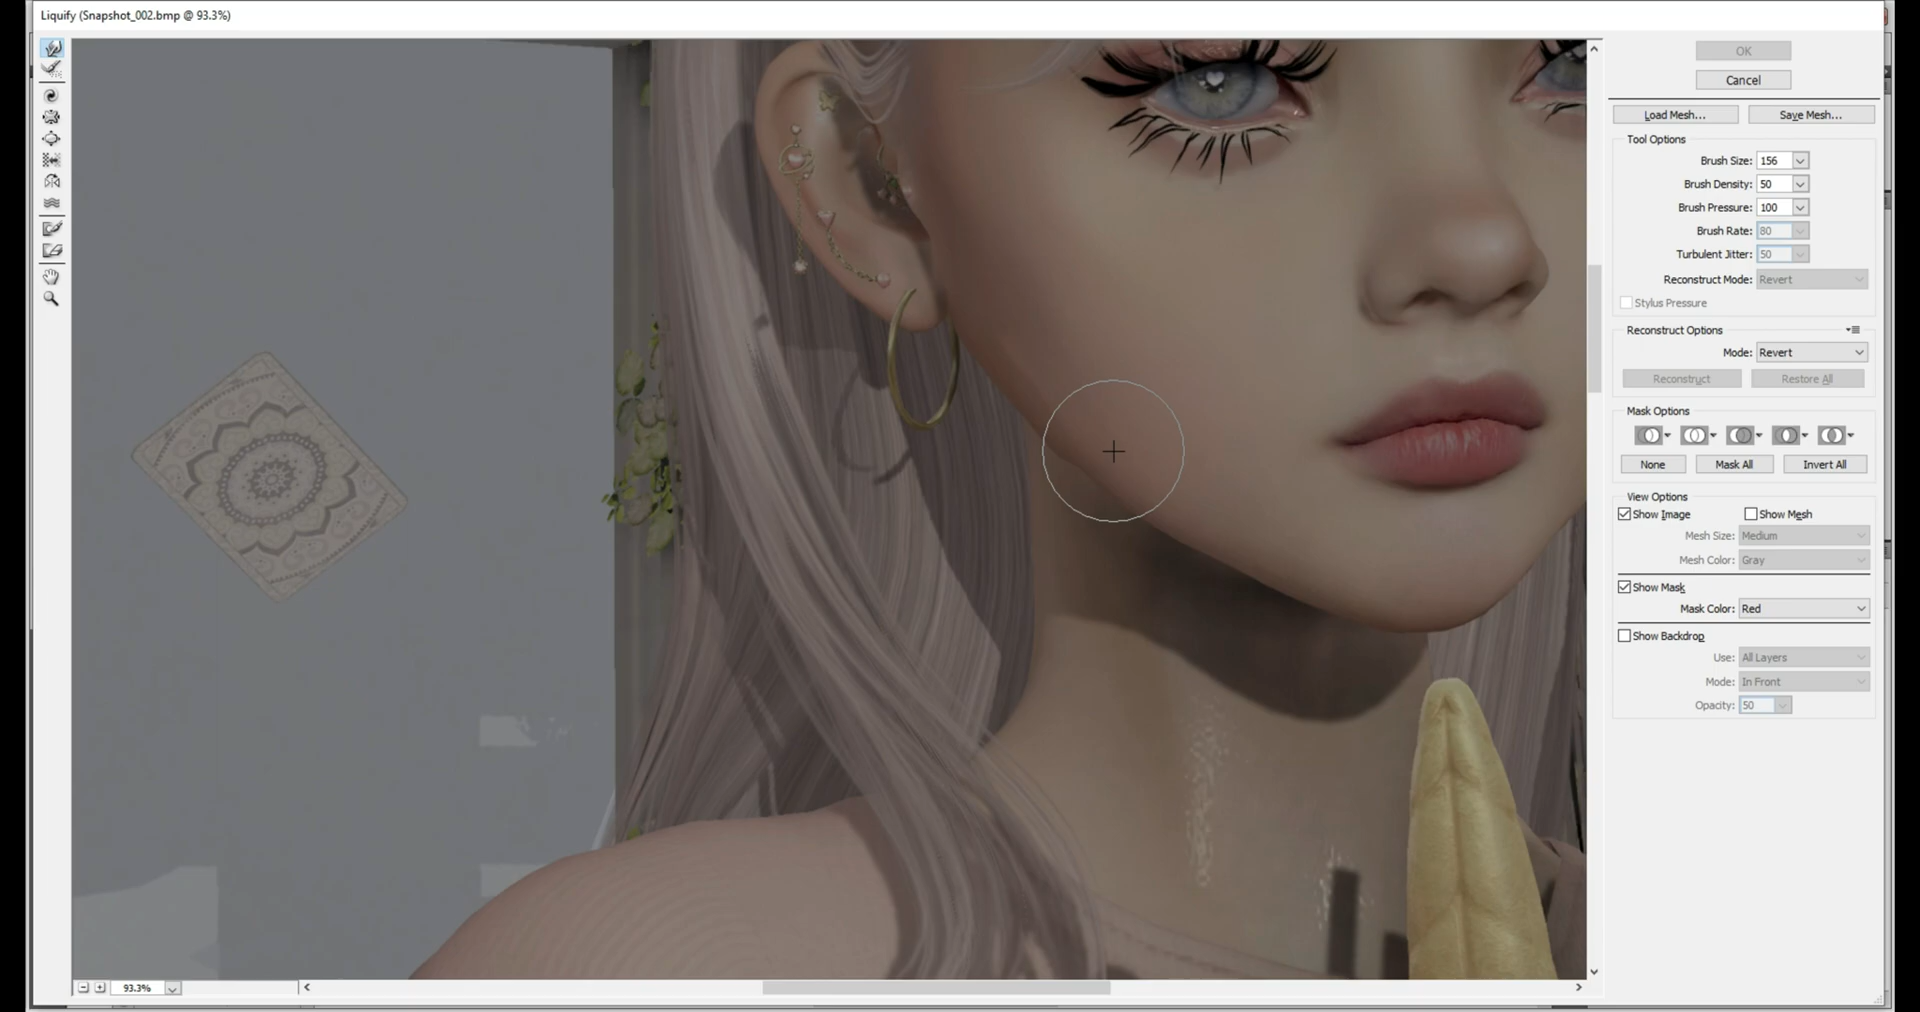 Liquify (Snapshot_002.bmp @ 93.3%)
OK
Cancel
Load Mesh...
Save Mesh...
Tool Options
Brush Size: 156
Brush Density: 50
Brush Pressure: 100
Brush Rate: 80
Turbulent Jitter: 50
Reconstruct Mode: Revert
Stylus Pressure
Reconstruct Options
Mode: Revert
Reconstruct
Restore All
Mask Options
None
Mask All
Invert All
View Options
Show Image
Show Mesh
Mesh Size: Medium
Mesh Color: Gray
Show Mask
Mask Color: Red
Show Backdrop
Use: All Layers
Mode: In Front
Opacity: 50
93.3%